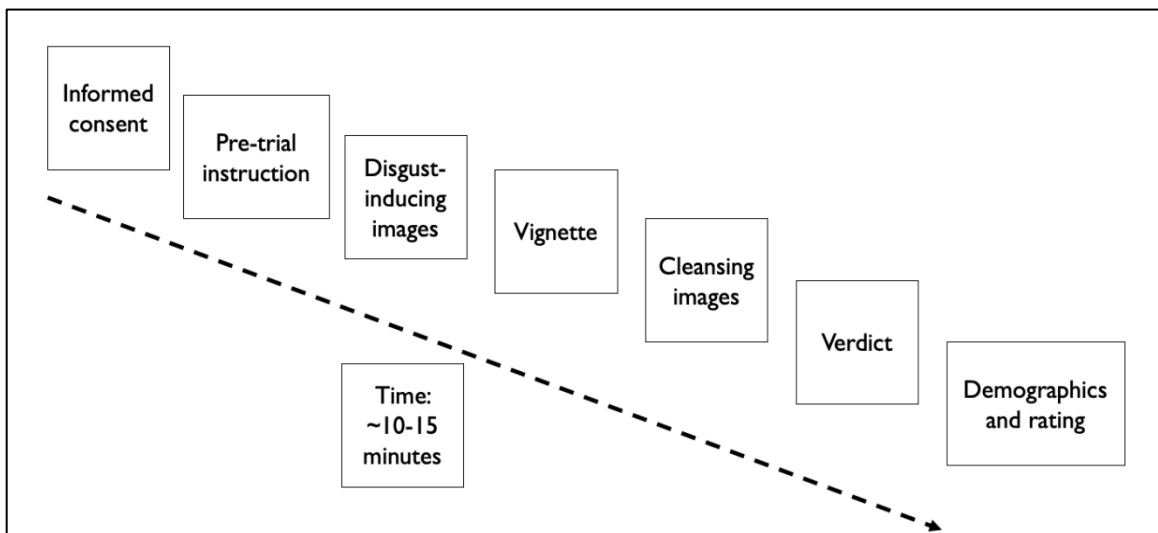 Informed
consent
Pre-trial
instruction
Disgust-
inducing
images
Vignette
Cleansing
images
Verdict
Demographics
and rating
Time:
~10-15
minutes